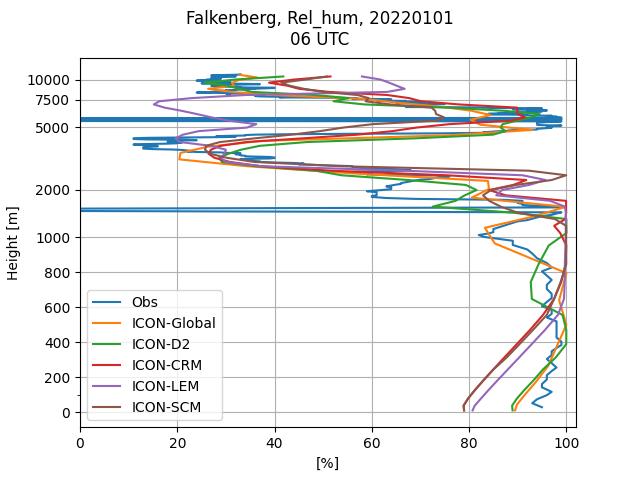 Falkenberg, Rel_hum, 20220101
06 UTC
10000
7500
5000
2000
1000
800
600
400
200
0
Height [m]
Obs
ICON-Global
ICON-D2
ICON-CRM
ICON-LEM
ICON-SCM
0 20 40 60 80 100
[%]